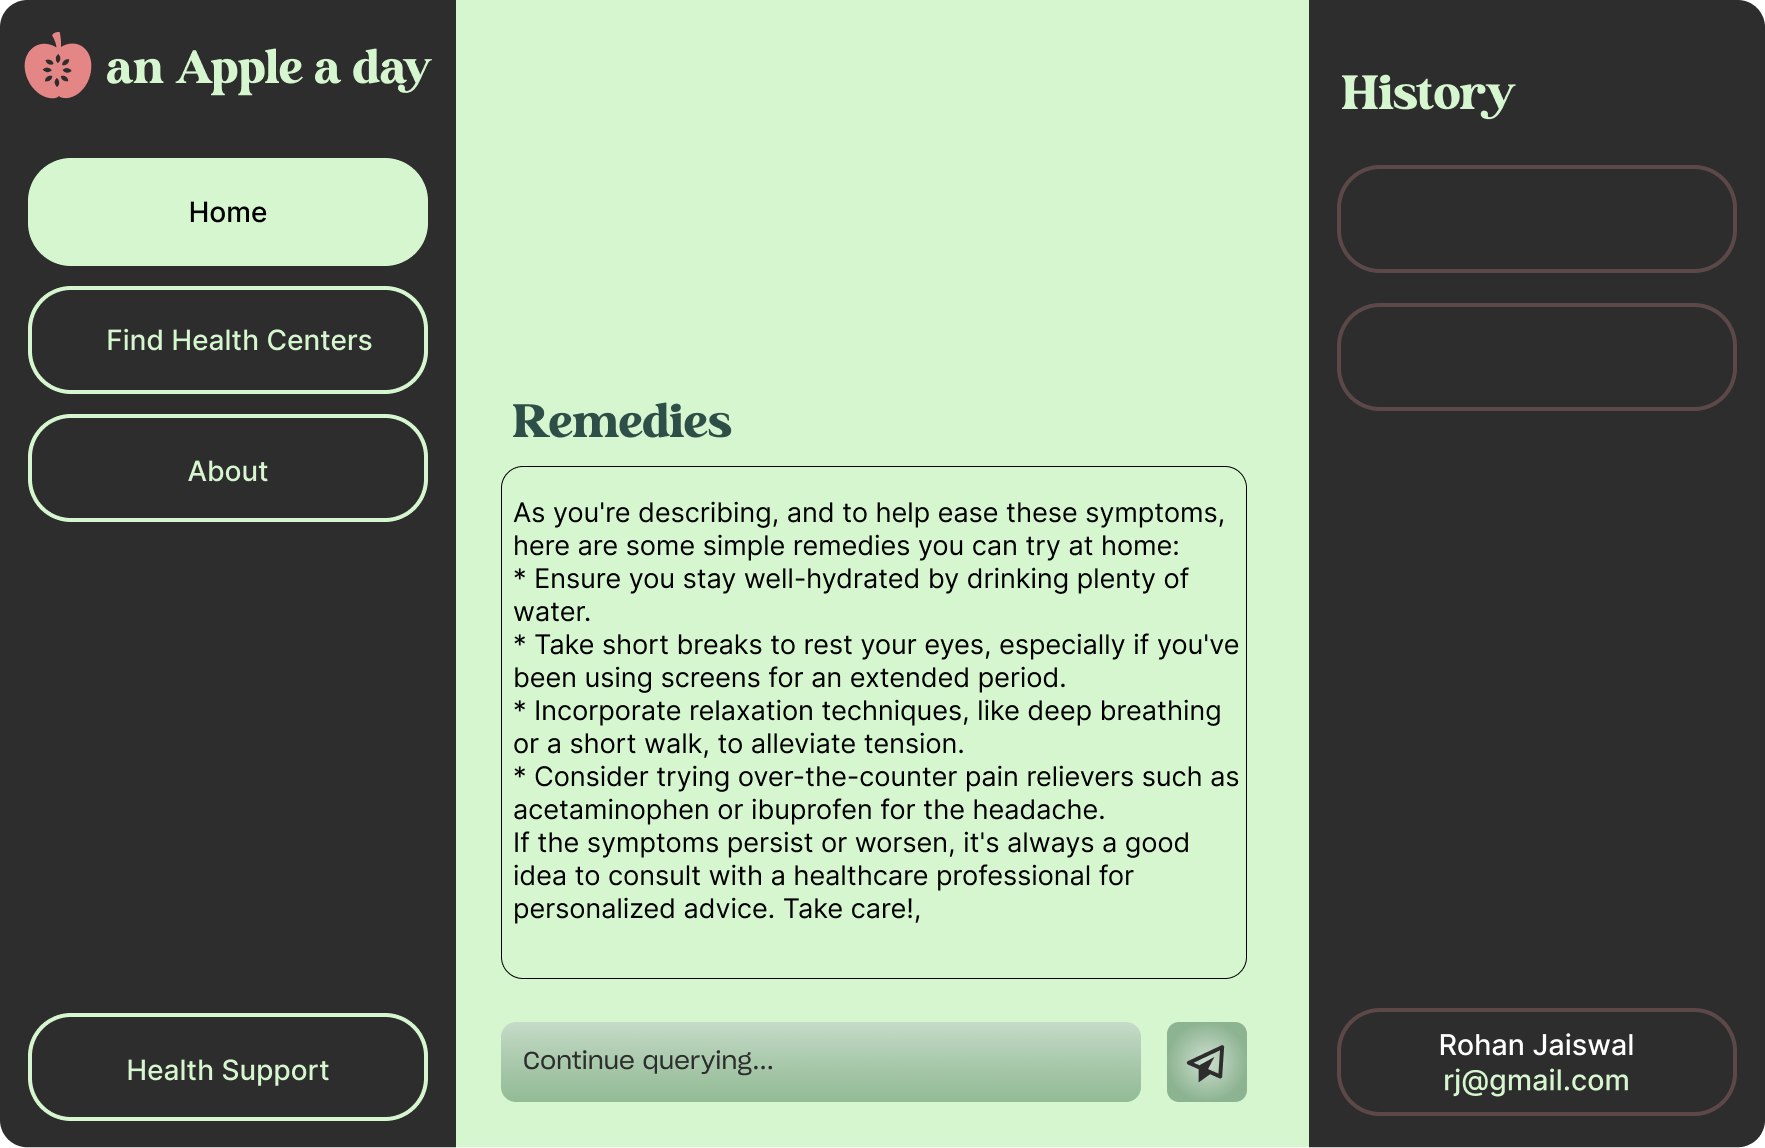 an Apple a day
Home
Find Health Centers
About
Health Support
Remedies
As you're describing, and to help ease these symptoms,
here are some simple remedies you can try at home:
* Ensure you stay well-hydrated by drinking plenty of
water.
* Take short breaks to rest your eyes, especially if you've
been using screens for an extended period.
* Incorporate relaxation techniques, like deep breathing
or a short walk, to alleviate tension.
* Consider trying over-the-counter pain relievers such as
acetaminophen or ibuprofen for the headache.
If the symptoms persist or worsen, it's always a good
idea to consult with a healthcare professional for
personalized advice. Take care!,
Continue querying...
History
Rohan Jaiswal
rj@gmail.com